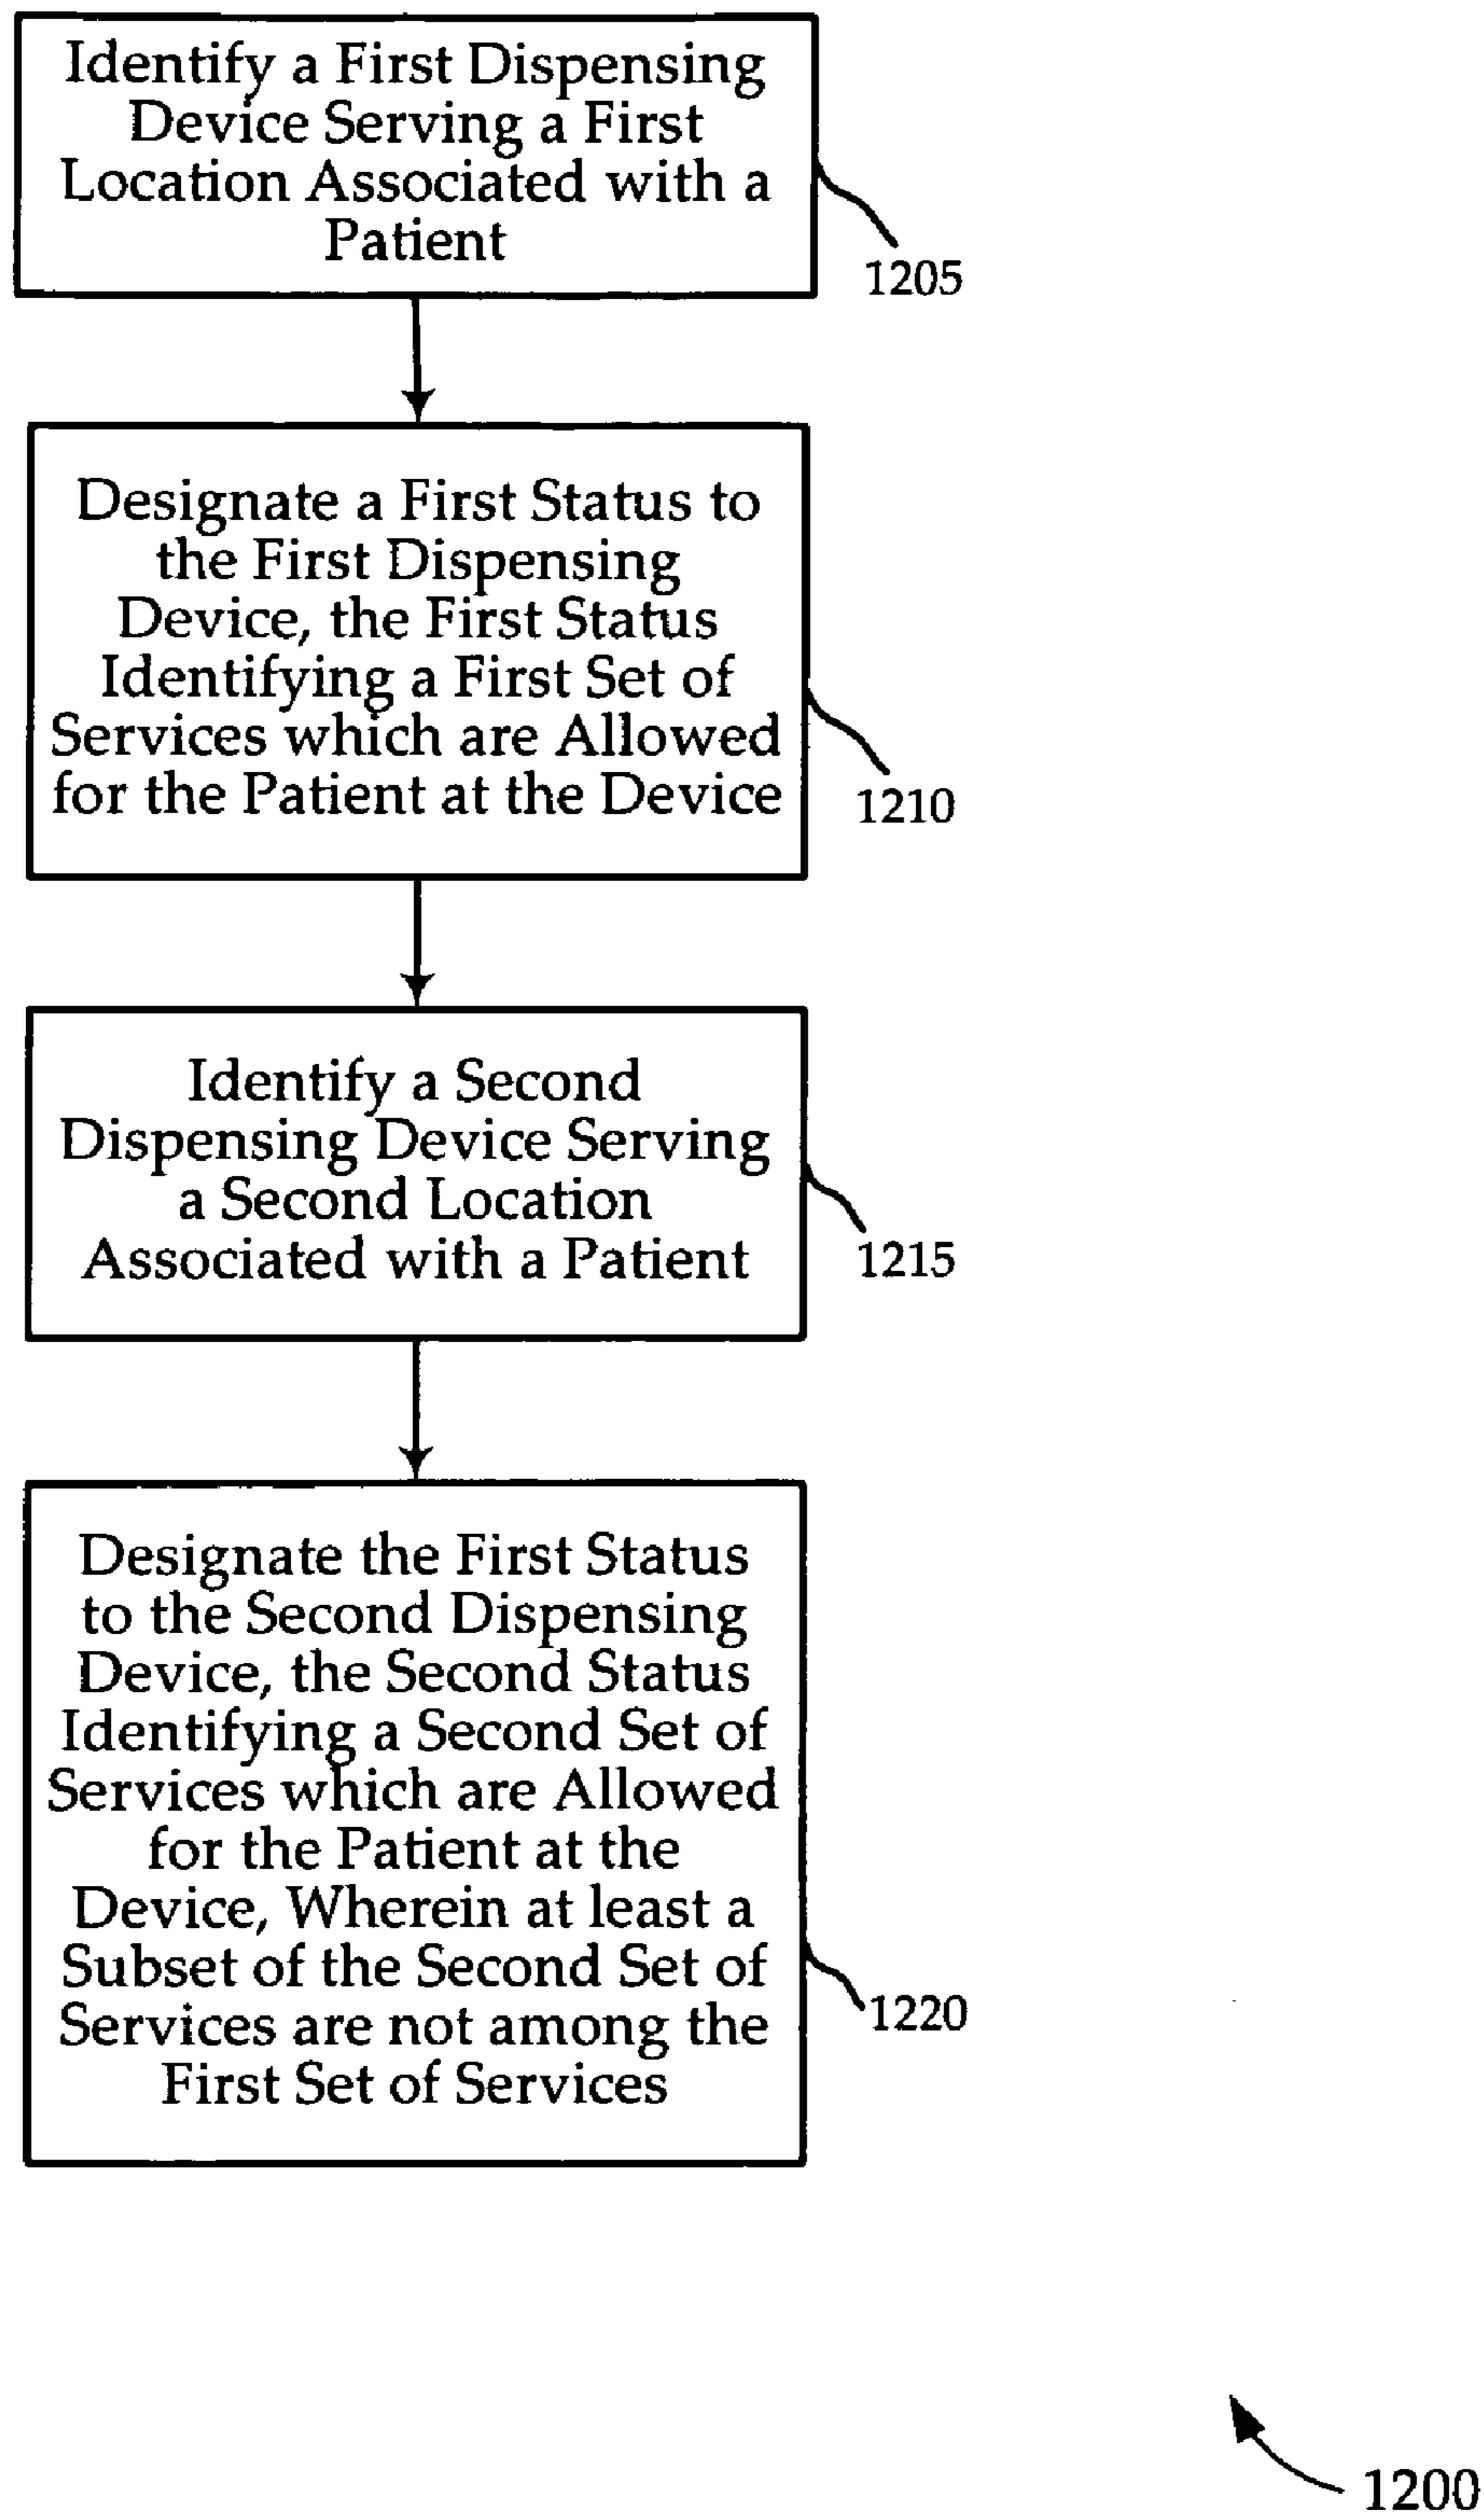 Identify a First Dispensing
Device Serving a First
Location Associated with a
Patient
1205
Designate a First Status to
the First Dispensing
Device, the First Status
Identifying a First Set of
Services which are Allowed
for the Patient at the Device
1210
Identify a Second
Dispensing Device Serving
a Second Location
Associated with a Patient
1215
Designate the First Status
to the Second Dispensing
Device, the Second Status
Identifying a Second Set of
Services which are Allowed
for the Patient at the
Device, Wherein at least a
Subset of the Second Set of
Services are not among the
First Set of Services
1220
1200